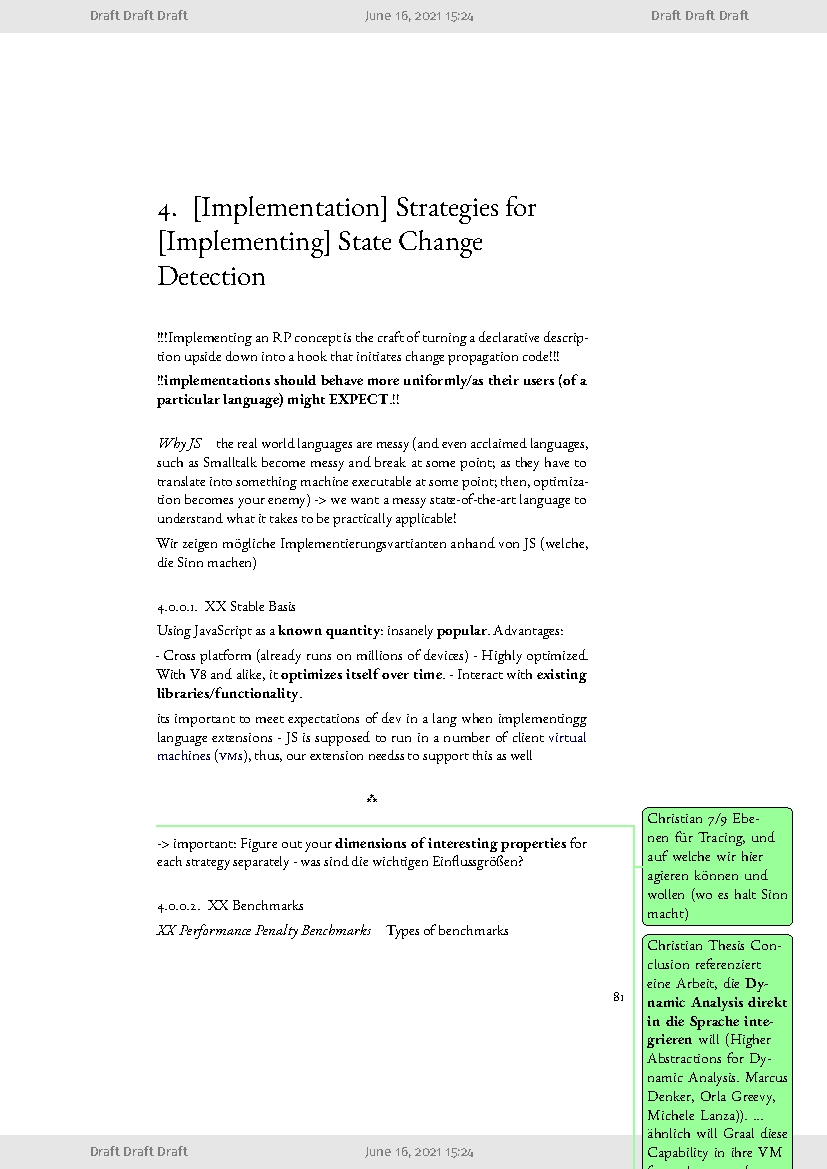 Draft Draft Draft June 16, 2021 15:24 Draft Draft Draft
4. [Implementation] Strategies for
[Implementing] State Change
Detection
!!!Implementing an RP concept is the craft of turning a declarative descrip-
tion upside down into a hook that initiates change propagation code!!!
!!implementations should behave more uniformly/as their users (of a
particular language) might EXPECT.!!
Why JS the real world languages are messy (and even acclaimed languages,
such as Smalltalk become messy and break at some point; as they have to
translate into something machine executable at some point; then, optimiza-
tion becomes your enemy) -> we want a messy state-of-the-art language to
understand what it takes to be practically applicable!
Wir zeigen mögliche Implementierungsvartianten anhand von JS (welche,
die Sinn machen)
4.0.0.1. XX Stable Basis
Using JavaScript as a known quantity: insanely popular. Advantages:
- Cross platform (already runs on millions of devices) - Highly optimized.
With V8 and alike, it optimizes itself over time. - Interact with existing
libraries/functionality.
its important to meet expectations of dev in a lang when implementingg
language extensions - JS is supposed to run in a number of client virtual
machines (VMs), thus, our extension needss to support this as well
⁂
-> important: Figure out your dimensions of interesting properties for
each strategy separately - was sind die wichtigen Einflussgrößen?
4.0.0.2. XX Benchmarks
XX Performance Penalty Benchmarks Types of benchmarks
81
Christian 7/9 Ebe-
nen für Tracing, und
auf welche wir hier
agieren können und
wollen (wo es halt Sinn
macht)
Christian Thesis Con-
clusion referenziert
eine Arbeit, die Dy-
namic Analysis direkt
in die Sprache inte-
grieren will (Higher
Abstractions for Dy-
namic Analysis. Marcus
Denker, Orla Greevy,
Michele Lanza)). ...
ähnlich will Graal diese
Capability in ihre VM
Draft Draft Draft June 16, 2021 15:24